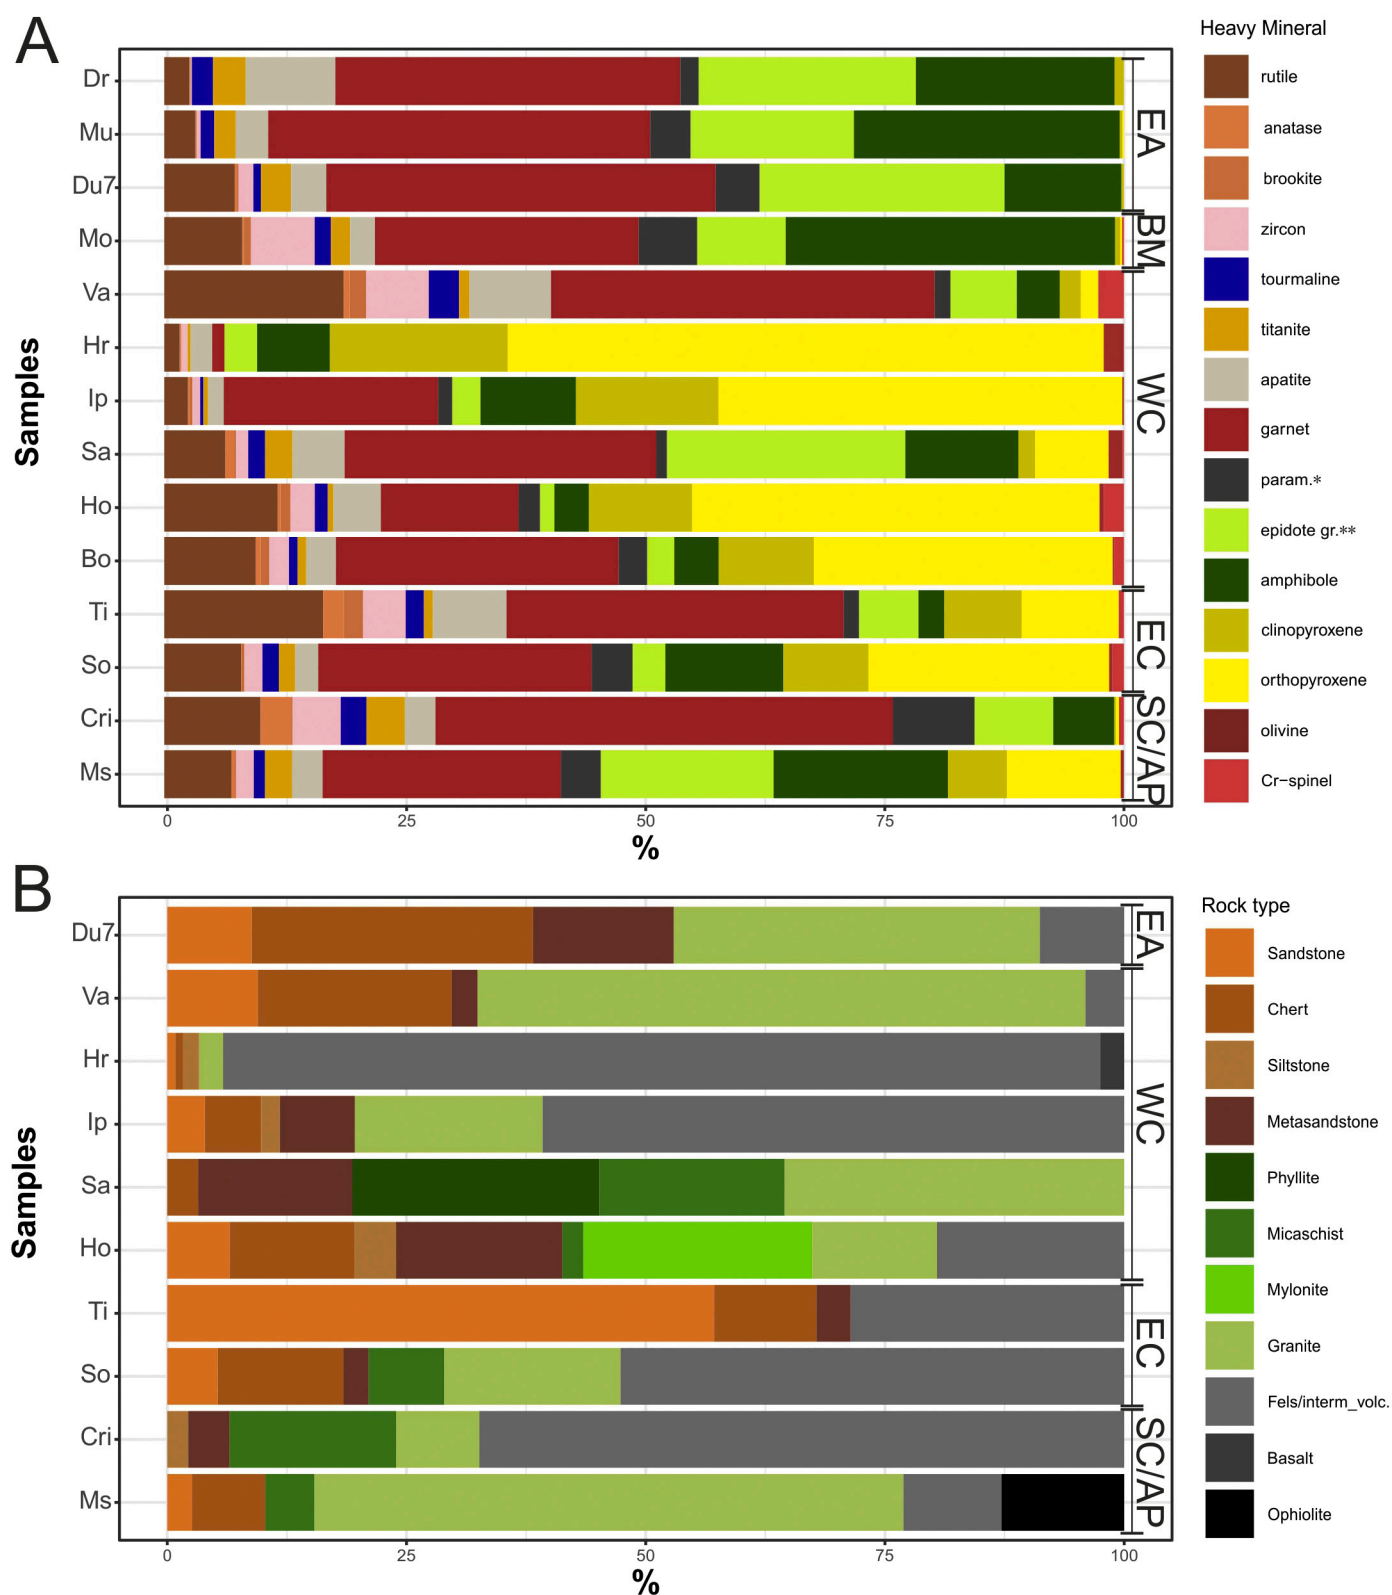 A
Samples
Dr
Mu
Du7
Mo
Va
Hr
Ip
Sa
Ho
Bo
Ti
So
Cri
Ms
EA
BM
WC
EC
SC/AP
0 25 50 75 100
%
Heavy Mineral
rutile
anatase
brookite
zircon
tourmaline
titanite
apatite
garnet
param.*
epidote gr.**
amphibole
clinopyroxene
orthopyroxene
olivine
Cr−spinel
B
Samples
Du7
Va
Hr
Ip
Sa
Ho
Ti
So
Cri
Ms
EA
WC
EC
SC/AP
0 25 50 75 100
%
Rock type
Sandstone
Chert
Siltstone
Metasandstone
Phyllite
Micaschist
Mylonite
Granite
Fels/interm_volc.
Basalt
Ophiolite